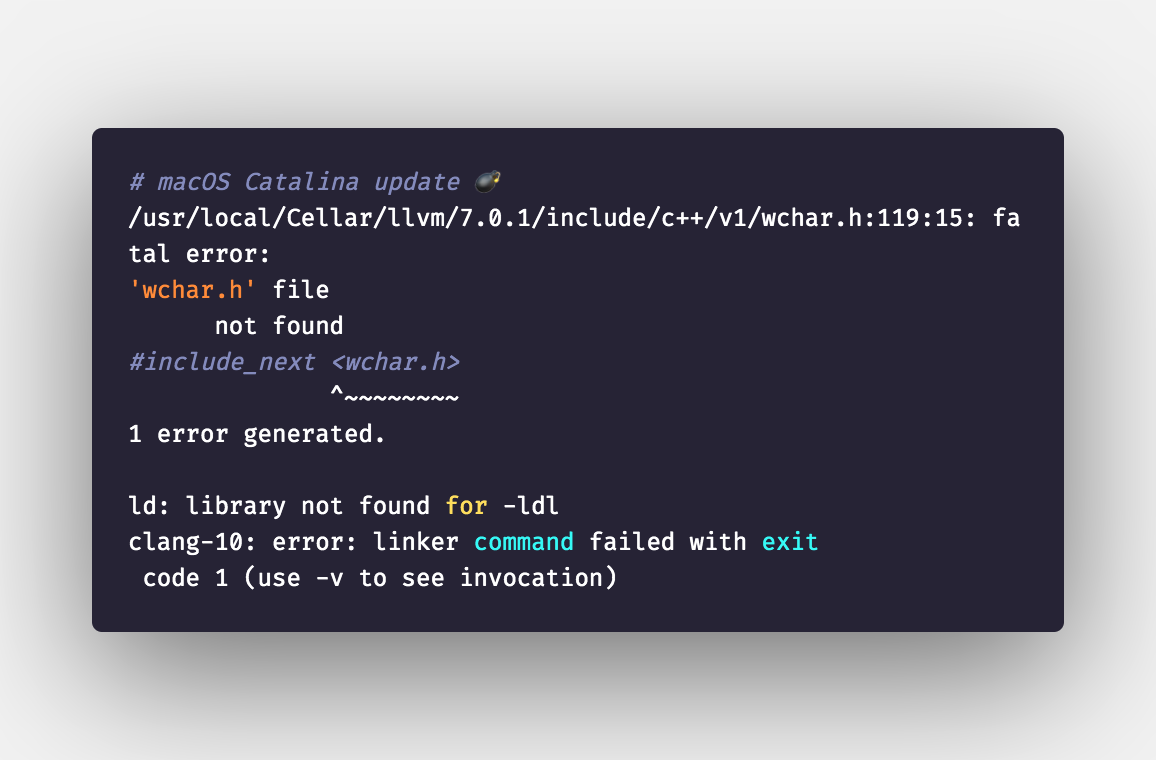 # macOS Catalina update 💣
/usr/local/Cellar/llvm/7.0.1/include/c++/v1/wchar.h:119:15: fa
tal error:
'wchar.h' file
      not found
#include_next <wchar.h>
              ^~~~~~~~~
1 error generated.

ld: library not found for -ldl
clang-10: error: linker command failed with exit
 code 1 (use -v to see invocation)